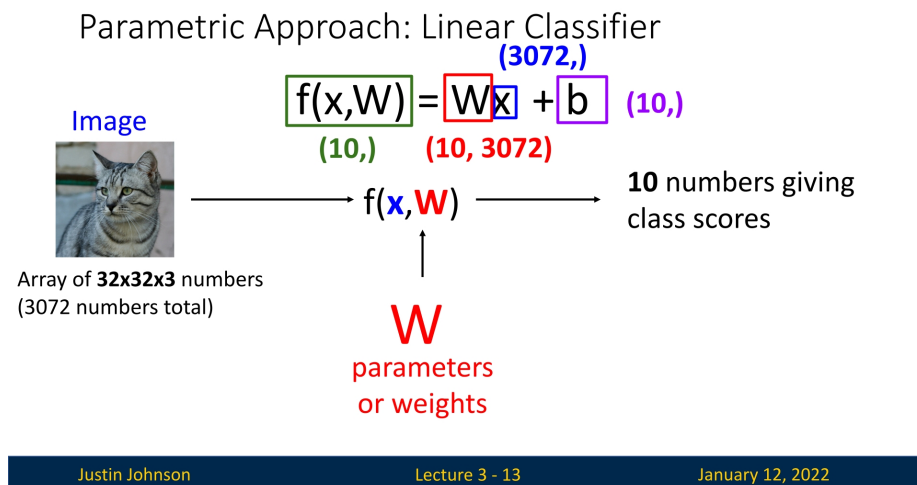 Parametric Approach: Linear Classifier
(3072,)
f(x,W) = Wx + b (10,)
(10,) (10, 3072)
Image
f(x,W)
10 numbers giving
class scores
Array of 32x32x3 numbers
(3072 numbers total)
W
parameters
or weights
Justin Johnson
Lecture 3 - 13
January 12, 2022